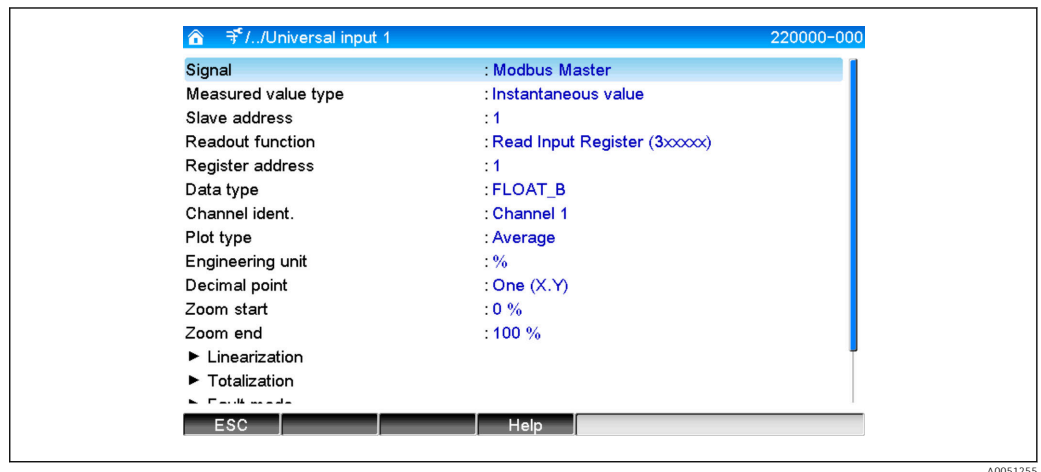 /../Universal input 1 220000-000
Signal : Modbus Master
Measured value type : Instantaneous value
Slave address : 1
Readout function : Read Input Register (3xxxxx)
Register address : 1
Data type : FLOAT_B
Channel ident. : Channel 1
Plot type : Average
Engineering unit : %
Decimal point : One (X.Y)
Zoom start : 0 %
Zoom end : 100 %
► Linearization
► Totalization
► Fault mode
ESC Help
A0051255